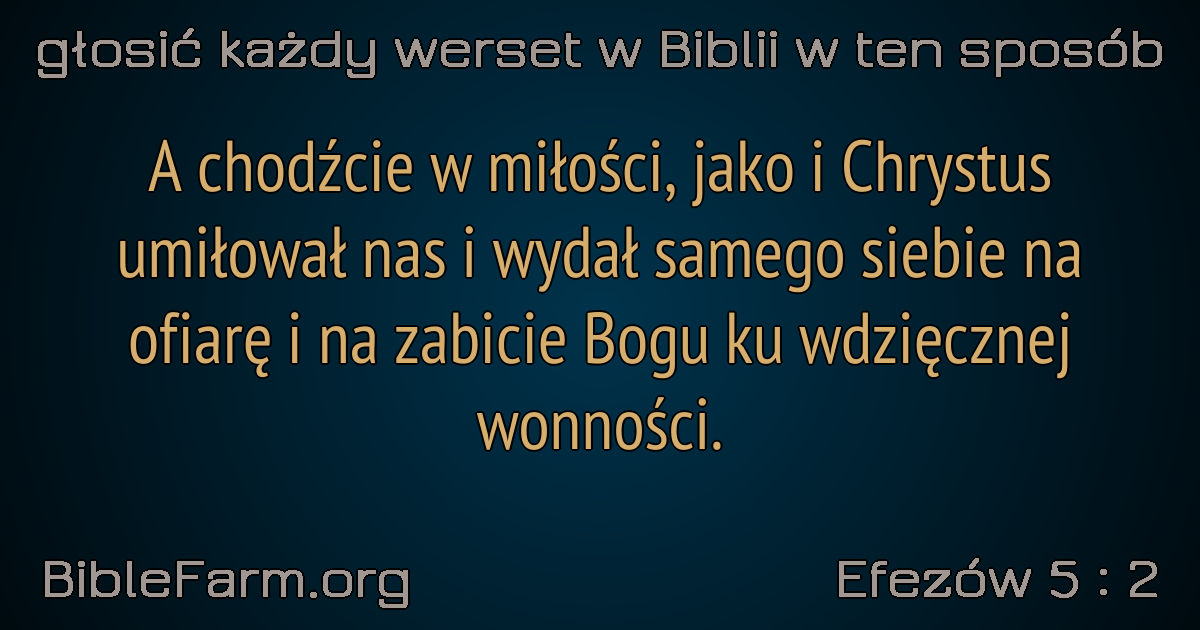 głosić każdy werset w Biblii w ten sposób
A chodźcie w miłości, jako i Chrystus
umiłował nas i wydał samego siebie na
ofiarę i na zabicie Bogu ku wdzięcznej
wonności.
BibleFarm.org
Efezów 5 : 2